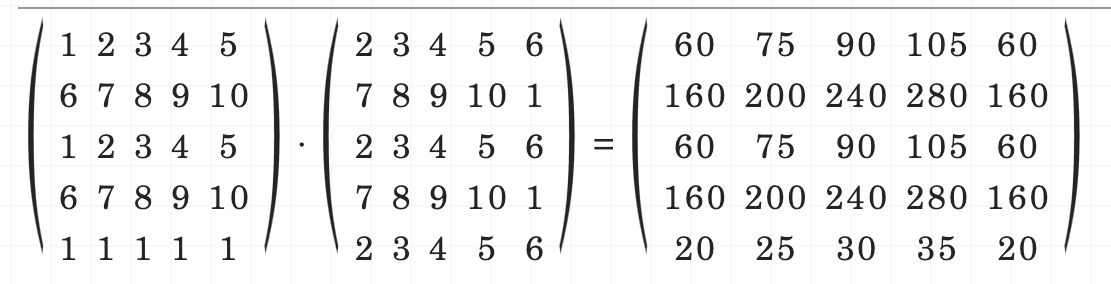 ( 1 2 3 4 5 ) ( 2 3 4 5 6 ) ( 60 75 90 105 60 )
( 6 7 8 9 10 ) ( 7 8 9 10 1 ) ( 160 200 240 280 160 )
( 1 2 3 4 5 ) · ( 2 3 4 5 6 ) = ( 60 75 90 105 60 )
( 6 7 8 9 10 ) ( 7 8 9 10 1 ) ( 160 200 240 280 160 )
( 1 1 1 1 1 ) ( 2 3 4 5 6 ) ( 20 25 30 35 20 )